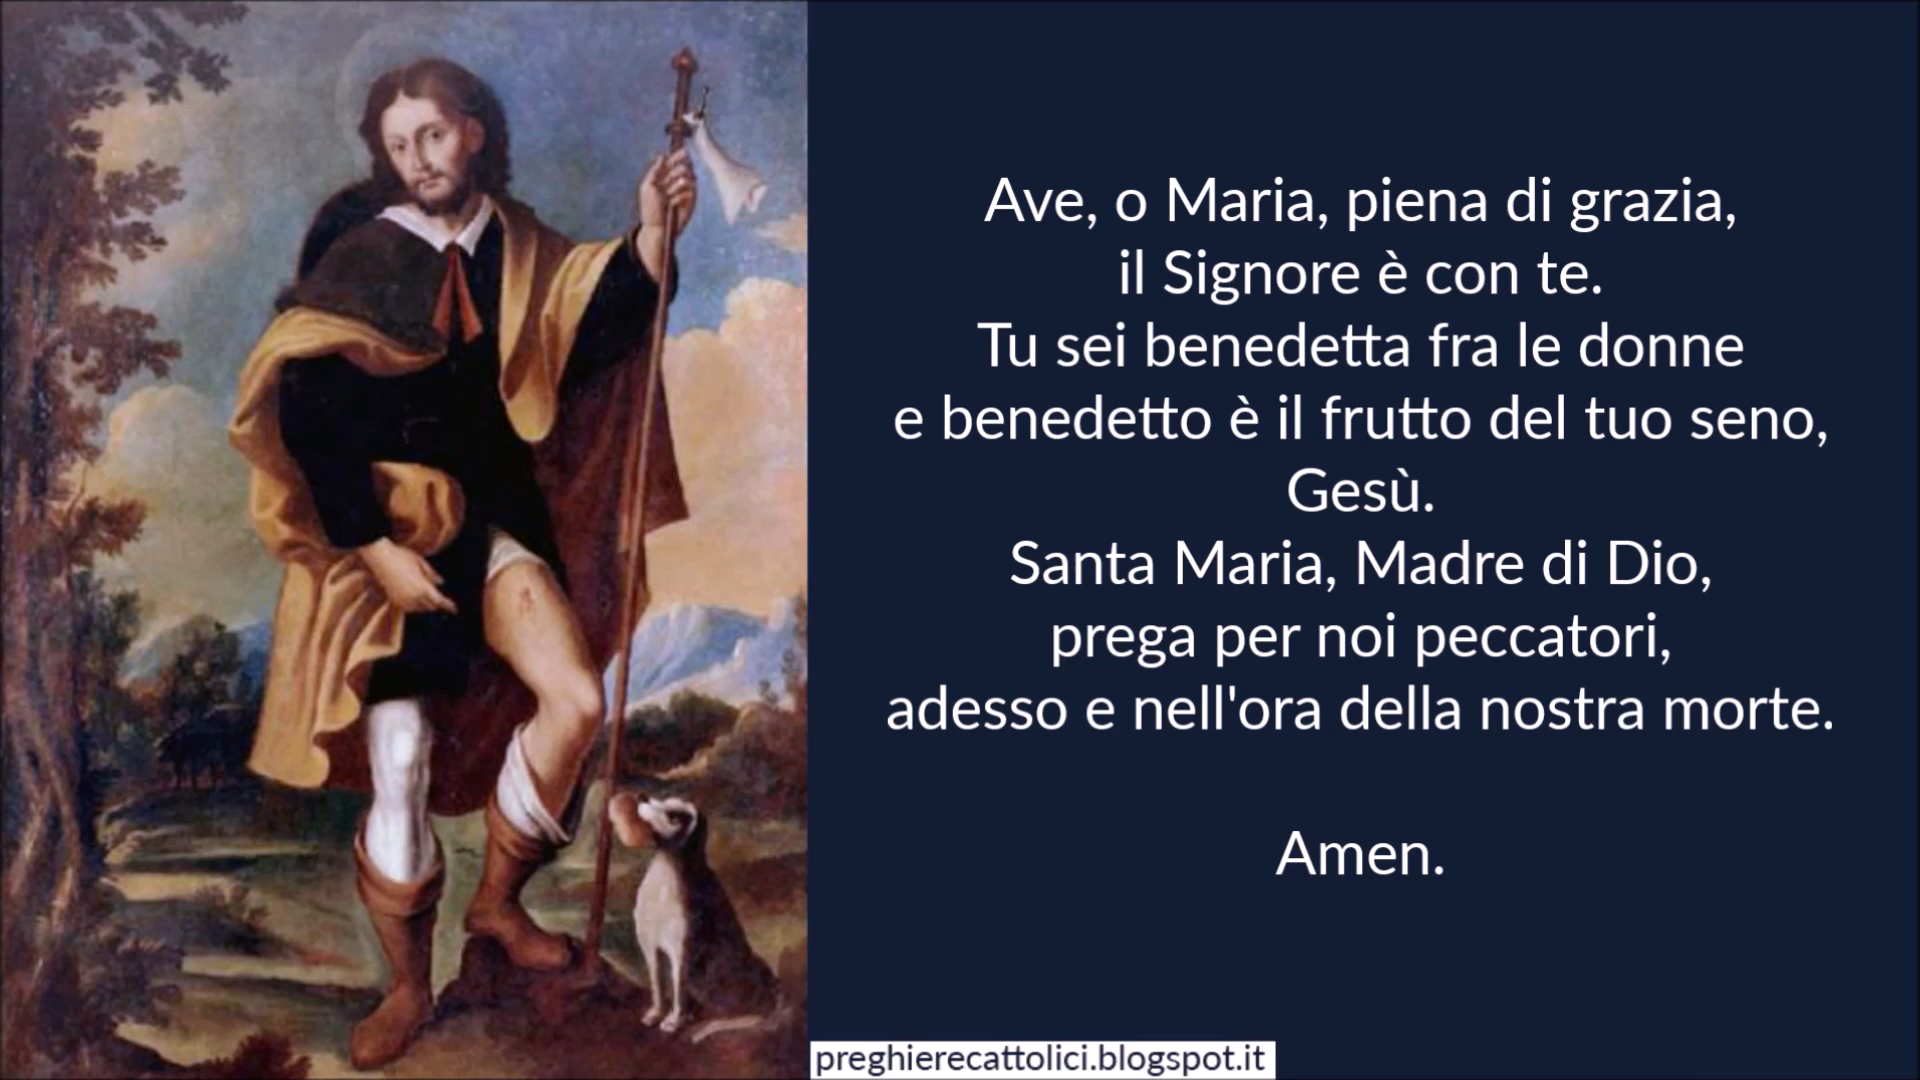 Ave, o Maria, piena di grazia,
il Signore è con te.
Tu sei benedetta fra le donne
e benedetto è il frutto del tuo seno,
Gesù.
Santa Maria, Madre di Dio,
prega per noi peccatori,
adesso e nell'ora della nostra morte.
Amen.
preghierecattolici.blogspot.it